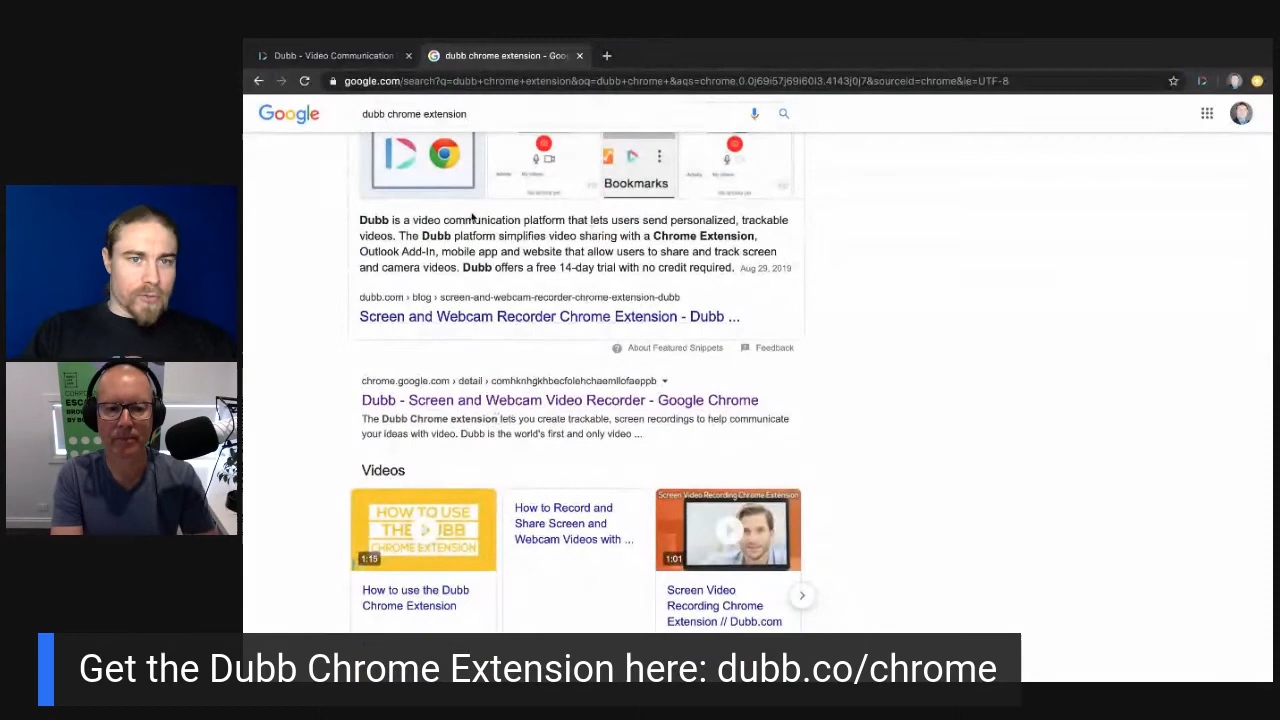 Dubb - Video Communication
dubb chrome extension - Goo
google.com/search?q=dubb+chrome+extension&oq=dubb+chrome+&aqs=chrome.0.0j69i57j69i60l3.4143j0j7&sourceid=chrome&ie=UTF-8
Google
dubb chrome extension
Bookmarks
Dubb is a video communication platform that lets users send personalized, trackable
videos. The Dubb platform simplifies video sharing with a Chrome Extension,
Outlook Add-In, mobile app and website that allow users to share and track screen
and camera videos. Dubb offers a free 14-day trial with no credit required. Aug 29, 2019
dubb.com › blog › screen-and-webcam-recorder-chrome-extension-dubb
Screen and Webcam Recorder Chrome Extension - Dubb ...
About Featured Snippets
Feedback
chrome.google.com › detail › comhknhgkhbecfolehchaemllofaeppb
Dubb - Screen and Webcam Video Recorder - Google Chrome
The Dubb Chrome extension lets you create trackable, screen recordings to help communicate
your ideas with video. Dubb is the world's first and only video ...
Videos
HOW TO USE
THE DUBB
CHROME EXTENSION
1:15
How to use the Dubb
Chrome Extension
How to Record and
Share Screen and
Webcam Videos with ...
Screen Video Recording Chrome Extension
1:01
Screen Video
Recording Chrome
Extension // Dubb.com
Get the Dubb Chrome Extension here: dubb.co/chrome